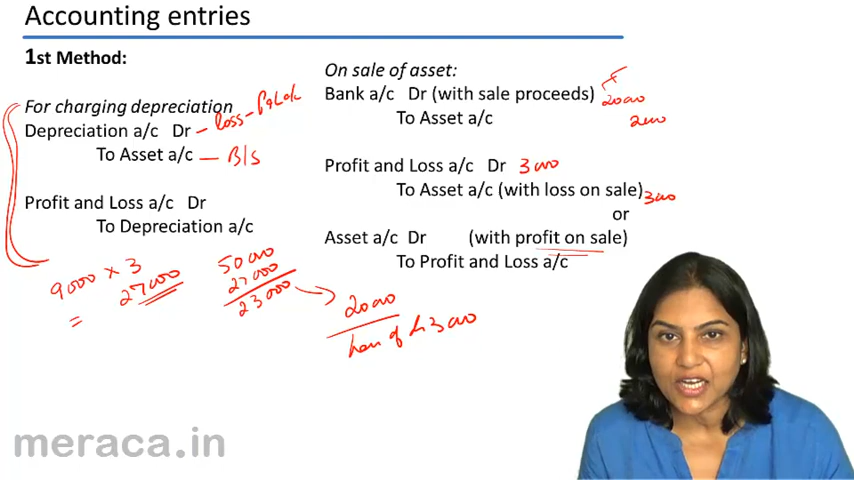 Accounting entries
1st Method:
For charging depreciation
Depreciation a/c Dr - loss - P&L a/c
To Asset a/c - B/S
Profit and Loss a/c Dr
To Depreciation a/c
9000 x 3
27000
=
50000
27000
23000
20000
loss of Rs 3000
On sale of asset:
Bank a/c Dr (with sale proceeds) 20000
To Asset a/c 20000
Profit and Loss a/c Dr 3000
To Asset a/c (with loss on sale) 3000
or
Asset a/c Dr (with profit on sale)
To Profit and Loss a/c
meraca.in